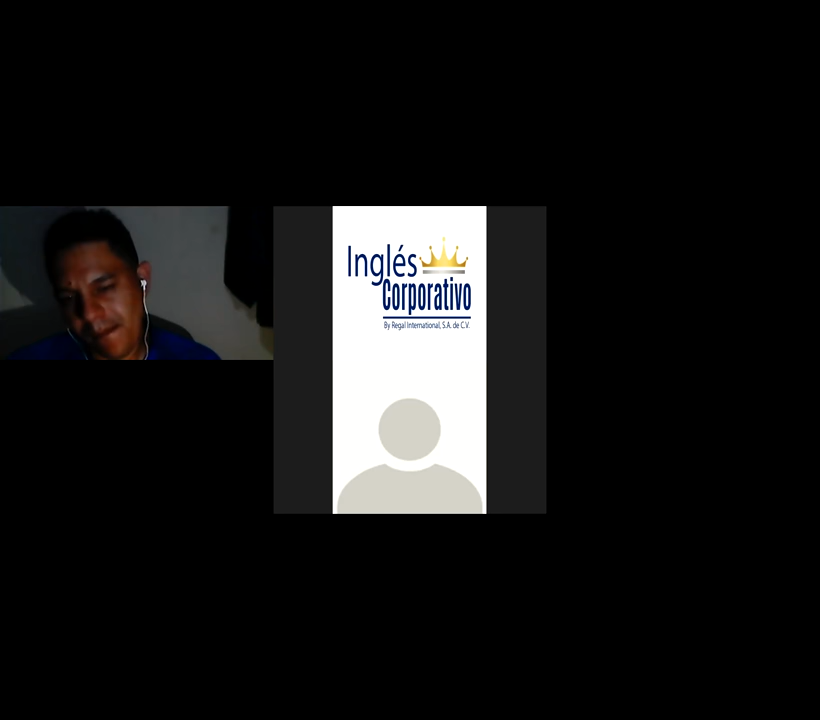 Inglés
Corporativo
By Regal International, S.A. de C.V.